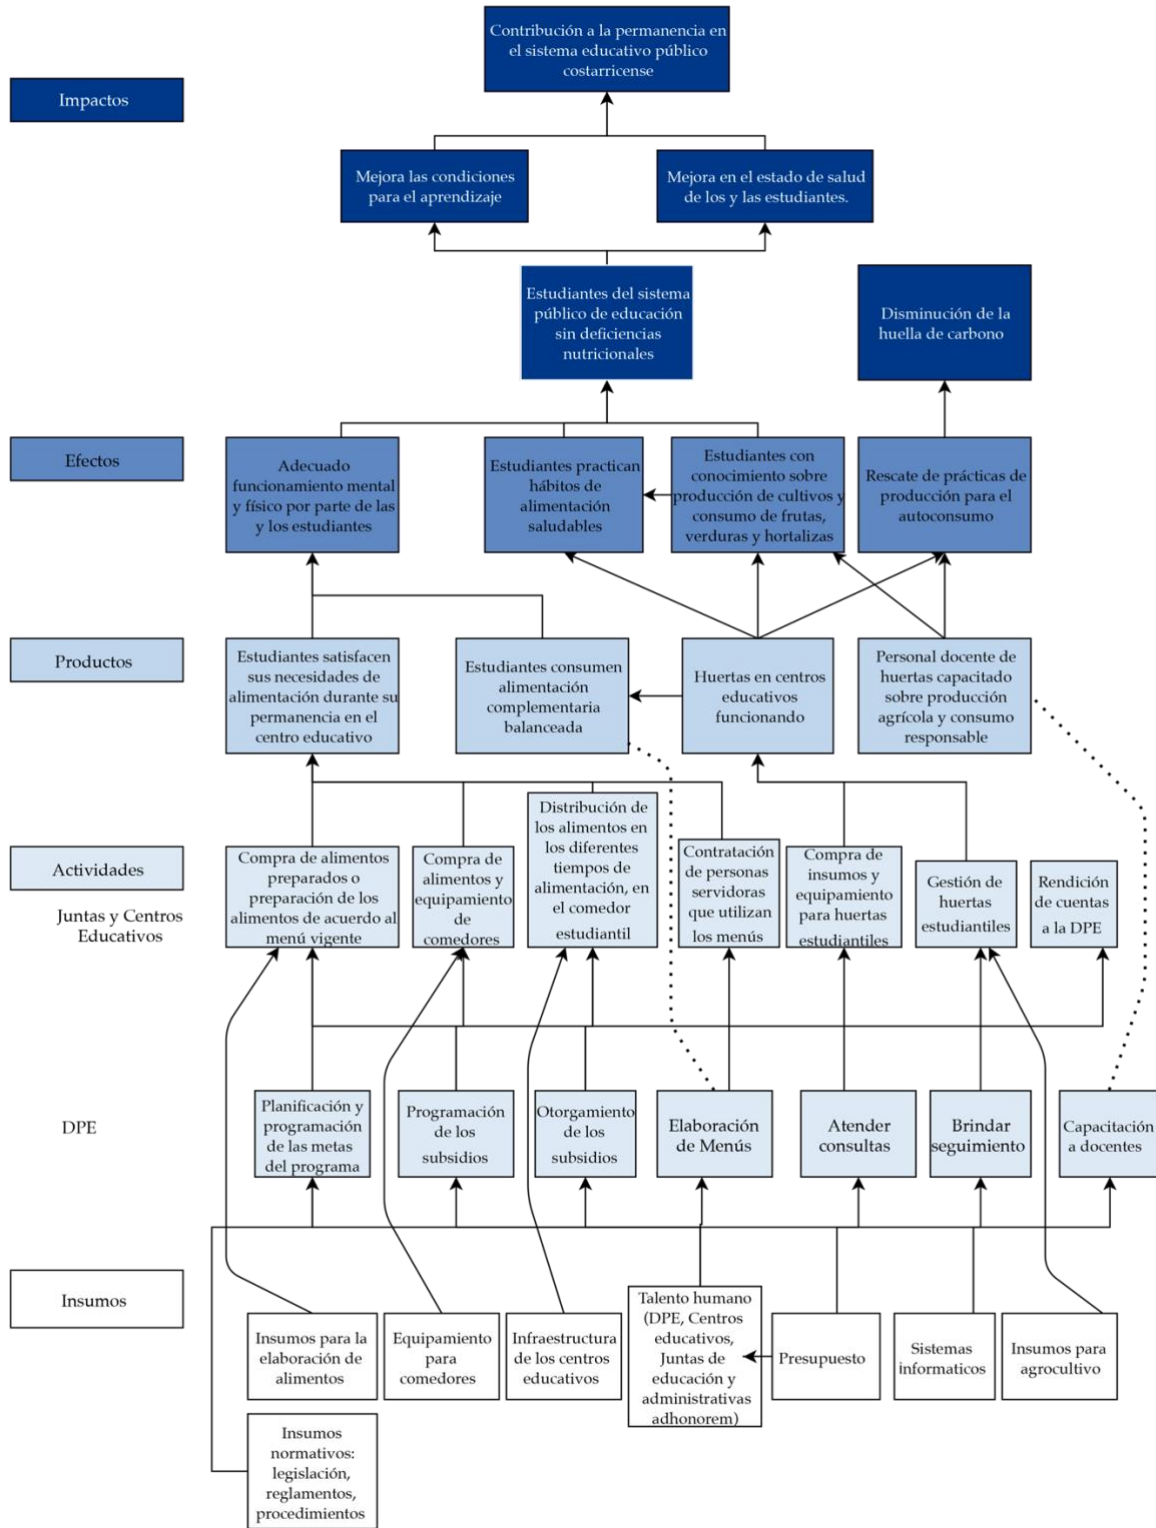 Contribución a la permanencia en
el sistema educativo público
costarricense
Impactos
Mejora las condiciones
para el aprendizaje
Mejora en el estado de salud
de los y las estudiantes.
Estudiantes del sistema
público de educación
sin deficiencias
nutricionales
Disminución de la
huella de carbono
Efectos
Adecuado
funcionamiento mental
y físico por parte de las
y los estudiantes
Estudiantes practican
hábitos de
alimentación
saludables
Estudiantes con
conocimiento sobre
producción de cultivos y
consumo de frutas,
verduras y hortalizas
Rescate de prácticas de
producción para el
autoconsumo
Productos
Estudiantes satisfacen
sus necesidades de
alimentación durante su
permanencia en el
centro educativo
Estudiantes consumen
alimentación
complementaria
balanceada
Huertas en centros
educativos
funcionando
Personal docente de
huertas capacitado
sobre producción
agrícola y consumo
responsable
Actividades
Juntas y Centros
Educativos
Compra de alimentos
preparados o
preparación de los
alimentos de acuerdo al
menú vigente
Compra de
alimentos y
equipamiento
de
comedores
Distribución de
los alimentos en
los diferentes
tiempos de
alimentación, en
el comedor
estudiantil
Contratación
de personas
servidoras
que utilizan
los menús
Compra de
insumos y
equipamiento
para huertas
estudiantiles
Gestión de
huertas
estudiantiles
Rendición
de cuentas
a la DPE
DPE
Planificación y
programación
de las metas
del programa
Programación
de los
subsidios
Otorgamiento
de los
subsidios
Elaboración
de Menús
Atender
consultas
Brindar
seguimiento
Capacitación
a docentes
Insumos
Insumos para la
elaboración de
alimentos
Equipamiento
para
comedores
Infraestructura
de los centros
educativos
Talento humano
(DPE, Centros
educativos,
Juntas de
educación y
administrativas
adhonorem)
Presupuesto
Sistemas
informaticos
Insumos para
agrocultivo
Insumos
normativos:
legislación,
reglamentos,
procedimientos